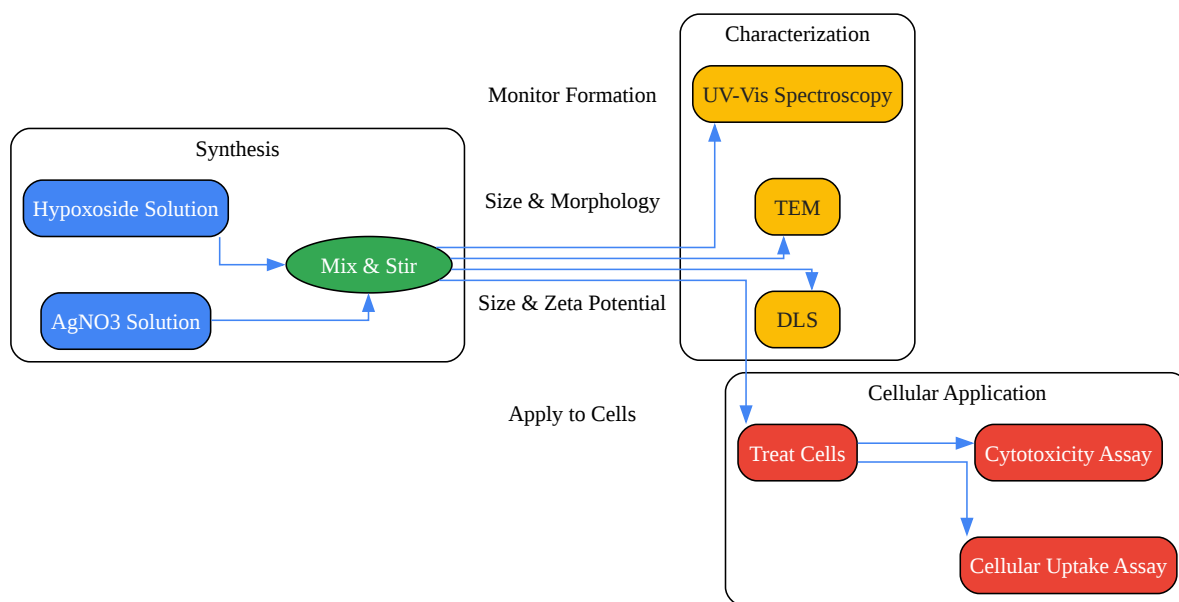 Synthesis
Hypoxoside Solution
AgNO3 Solution
Mix & Stir
Monitor Formation
Size & Morphology
Size & Zeta Potential
Apply to Cells
Characterization
UV-Vis Spectroscopy
TEM
DLS
Cellular Application
Treat Cells
Cytotoxicity Assay
Cellular Uptake Assay